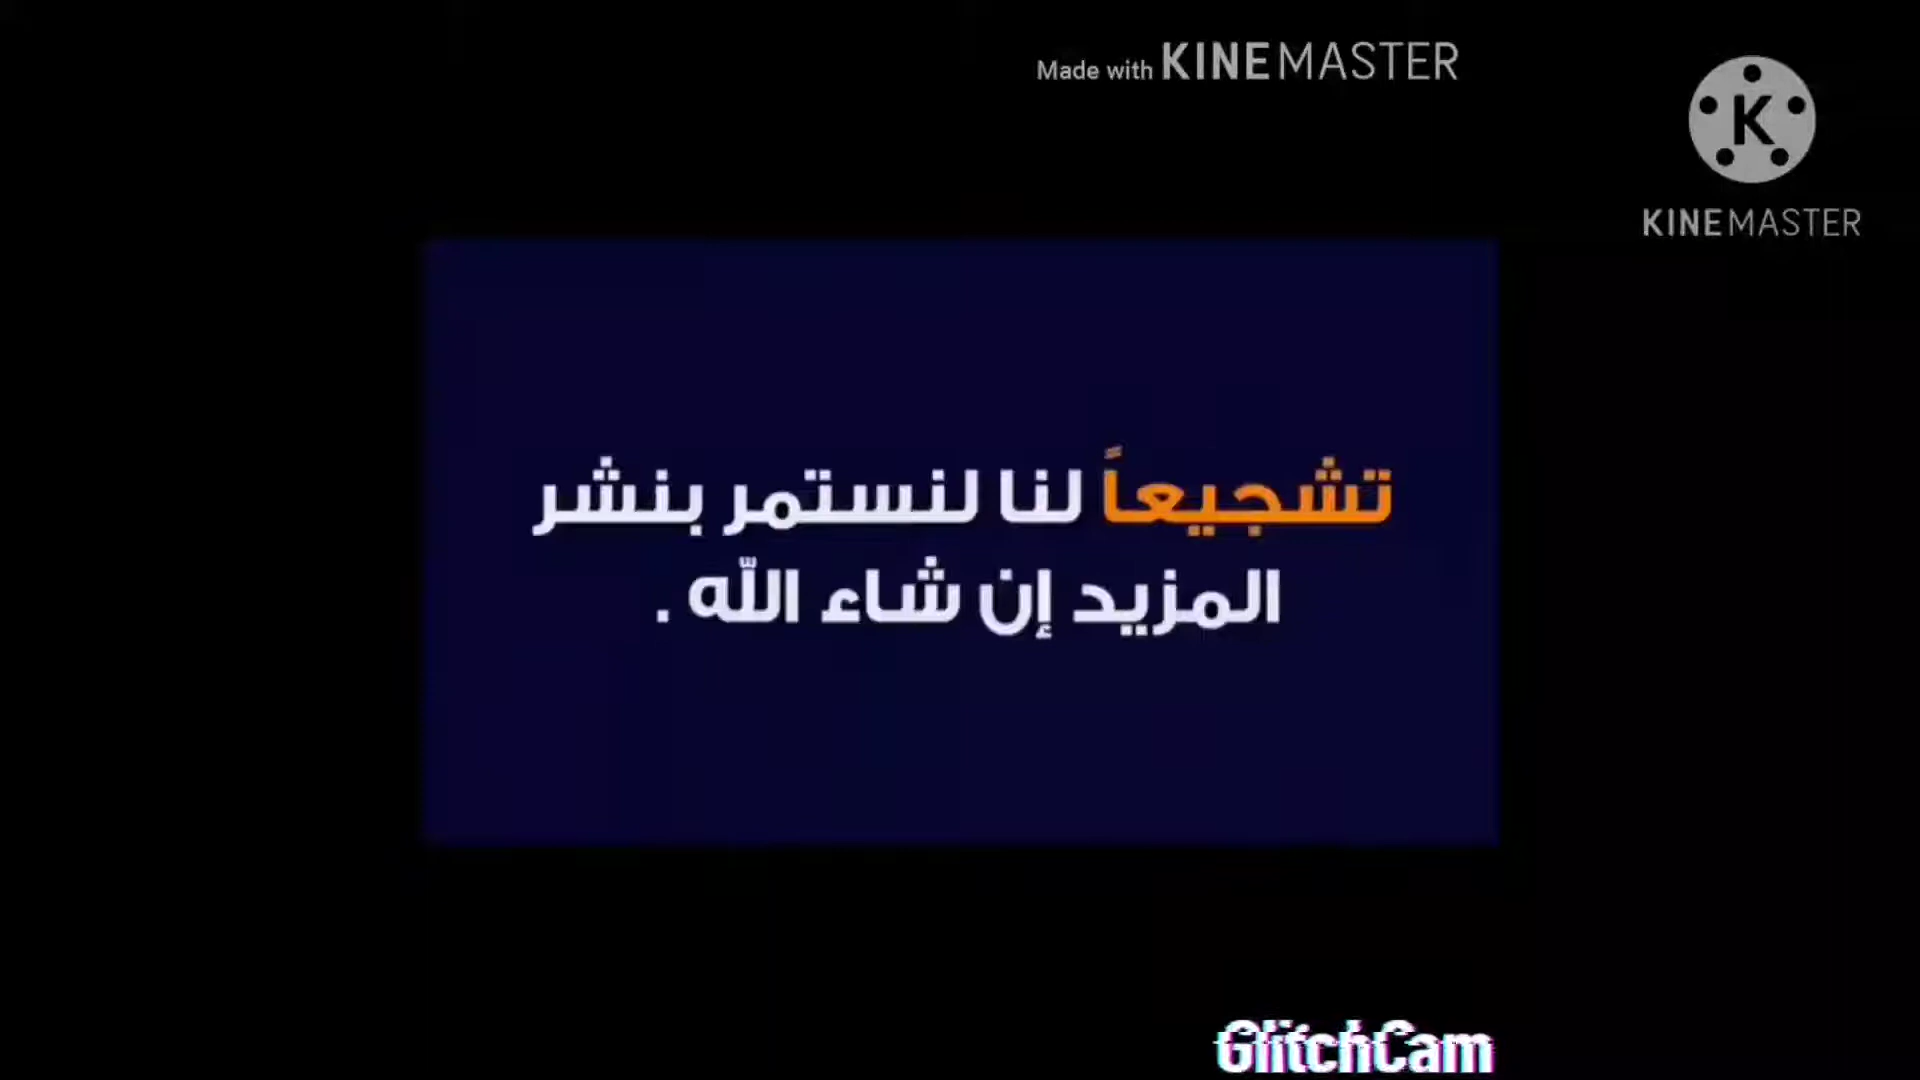 Made with KINEMASTER
K
KINEMASTER
تشجيعاً لنا لنستمر بنشر
المزيد إن شاء الله .
GlitchCam